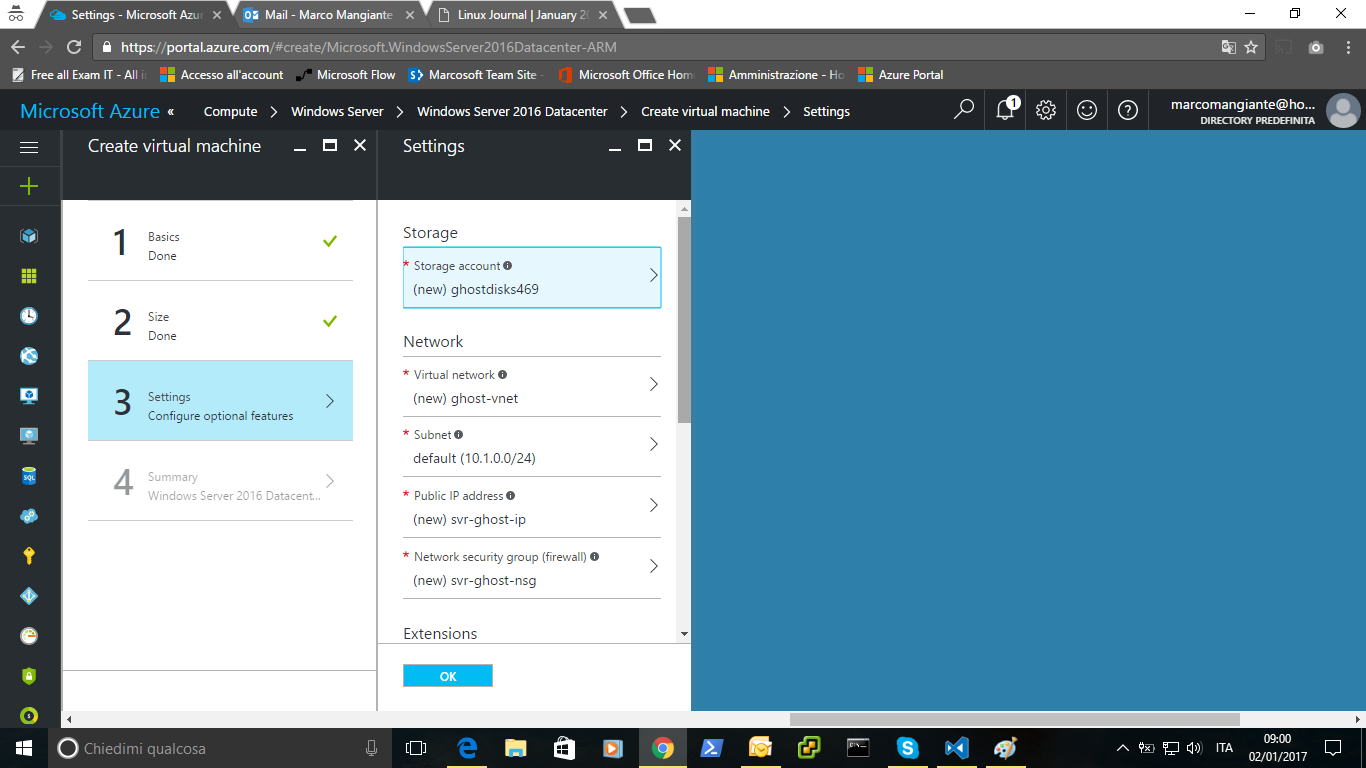 Settings - Microsoft Azur
Mail - Marco Mangiante
Linux Journal | January 20
https://portal.azure.com/#create/Microsoft.WindowsServer2016Datacenter-ARM
Free all Exam IT - All i
Accesso all'account
Microsoft Flow
Marcosoft Team Site -
Microsoft Office Hom
Amministrazione - Ho
Azure Portal
Microsoft Azure «
Compute > Windows Server > Windows Server 2016 Datacenter > Create virtual machine > Settings
1
marcomangiante@ho...
DIRECTORY PREDEFINITA
Create virtual machine
1
Basics
Done
2
Size
Done
3
Settings
Configure optional features
4
Summary
Windows Server 2016 Datacent...
Settings
Storage
* Storage account
(new) ghostdisks469
Network
* Virtual network
(new) ghost-vnet
* Subnet
default (10.1.0.0/24)
* Public IP address
(new) svr-ghost-ip
* Network security group (firewall)
(new) svr-ghost-nsg
Extensions
OK
SQL
Chiedimi qualcosa
ITA
09:00
02/01/2017